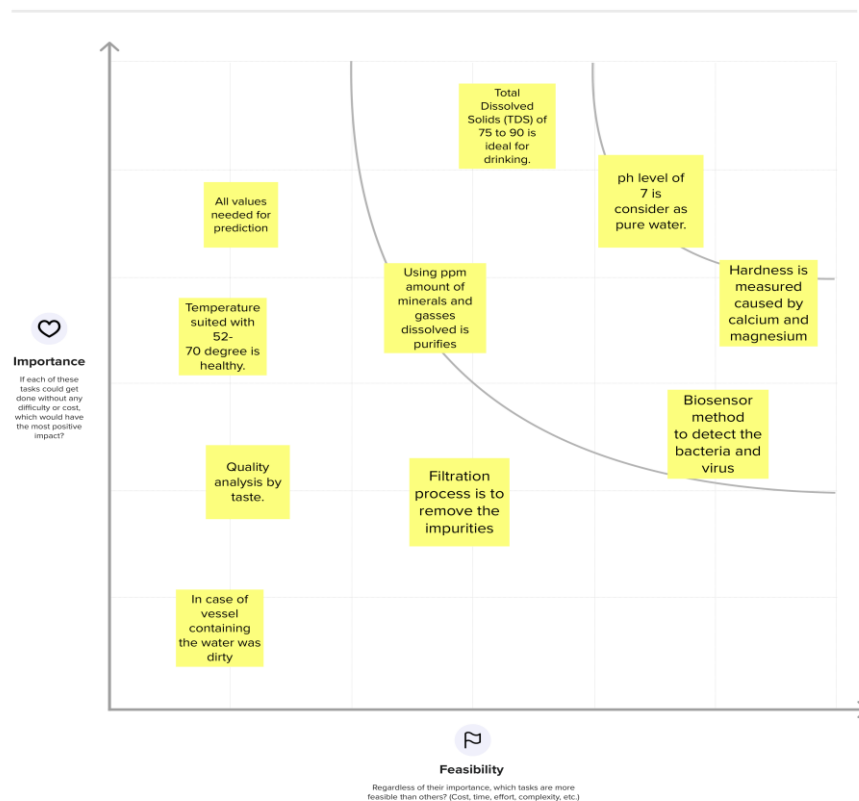 Total
Dissolved
Solids (TDS) of
75 to 90 is
ideal for
drinking.
ph level of
7 is
consider as
pure water.
All values
needed for
prediction
Using ppm
amount of
minerals and
gasses
dissolved is
purifies
Hardness is
measured
caused by
calcium and
magnesium
Temperature
suited with
52-
70 degree is
healthy.
Importance
If each of these
tasks could get
done without any
difficulty or cost,
which would have
the most positive
impact?
Biosensor
method
to detect the
bacteria and
virus
Quality
analysis by
taste.
Filtration
process is to
remove the
impurities
In case of
vessel
containing
the water was
dirty
Feasibility
Regardless of their importance, which tasks are more
feasible than others? (Cost, time, effort, complexity, etc.)